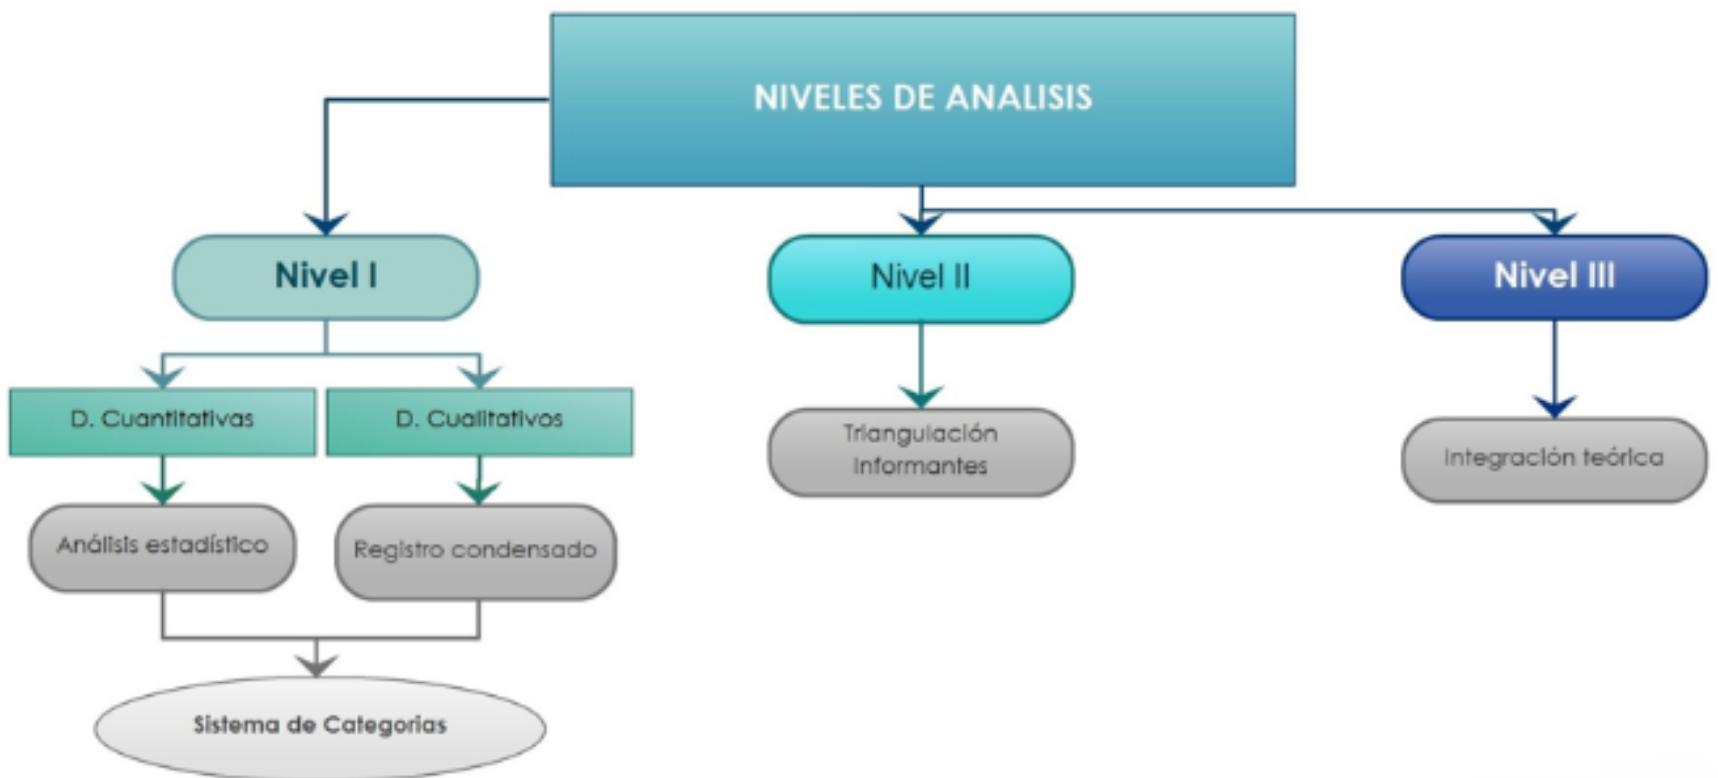 NIVELES DE ANALISIS
Nivel I
Nivel II
Nivel III
D. Cuantitativas
D. Cualitativos
Triangulación
Informantes
Integración teórica
Análisis estadístico
Registro condensado
Sistema de Categorias